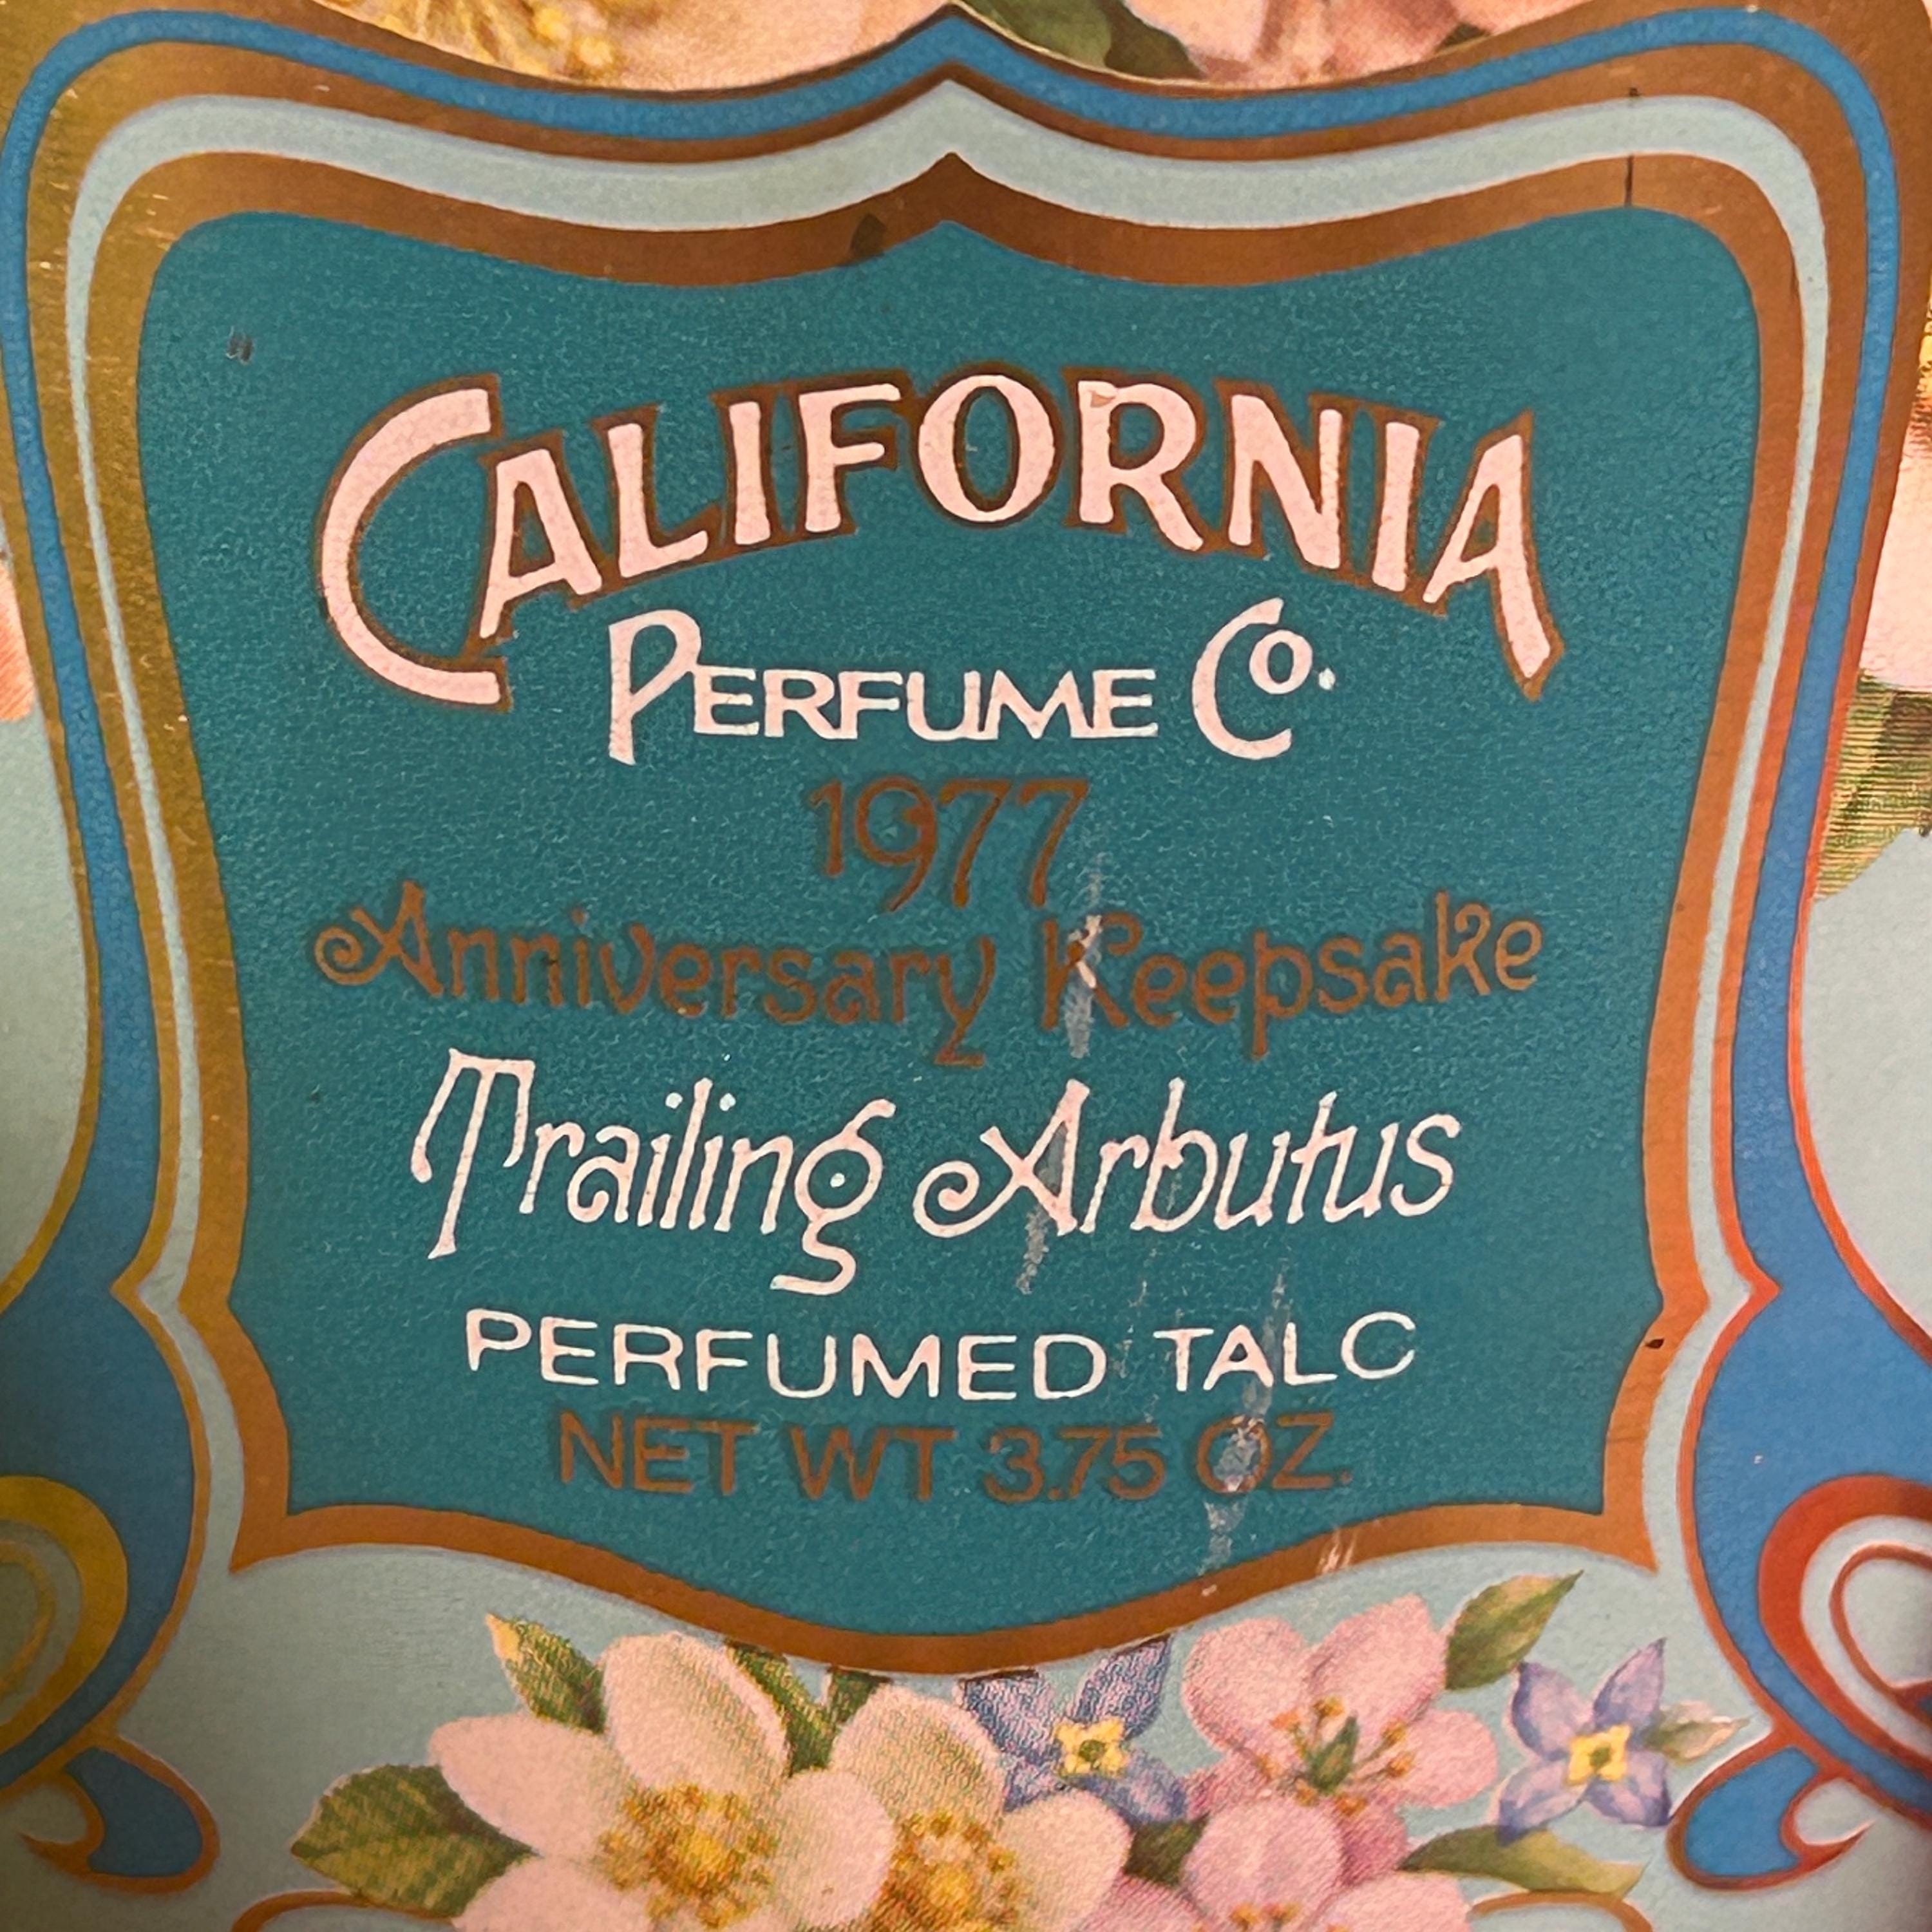 CALIFORNIA
PERFUME Co.
1977
Anniversary Keepsake
Trailing Arbutus
PERFUMED TALC
NET WT 3.75 OZ.